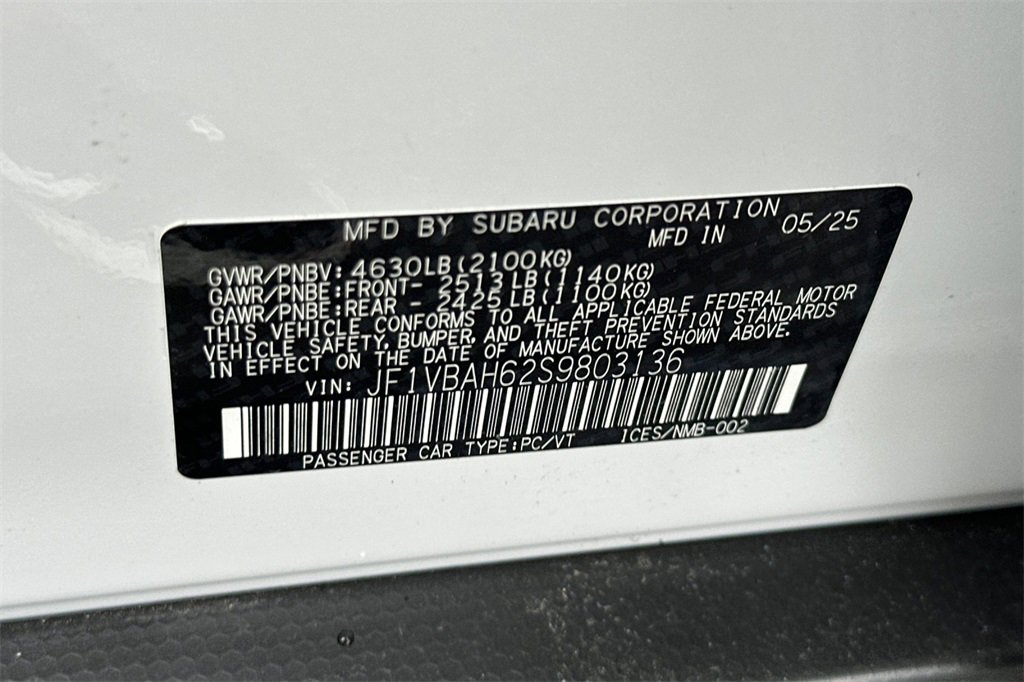 MFD BY SUBARU CORPORATION
MFD IN 05/25
GVWR/PNBV: 4630LB(2100KG)
GAWR/PNBE:FRONT- 2513LB(1140KG)
GAWR/PNBE:REAR - 2425LB(1100KG)
THIS VEHICLE CONFORMS TO ALL APPLICABLE FEDERAL MOTOR
VEHICLE SAFETY,BUMPER,AND THEFT PREVENTION STANDARDS
IN EFFECT ON THE DATE OF MANUFACTURE SHOWN ABOVE.
VIN: JF1VBAH62S9803136
PASSENGER CAR TYPE:PC/VT ICES/NMB-002